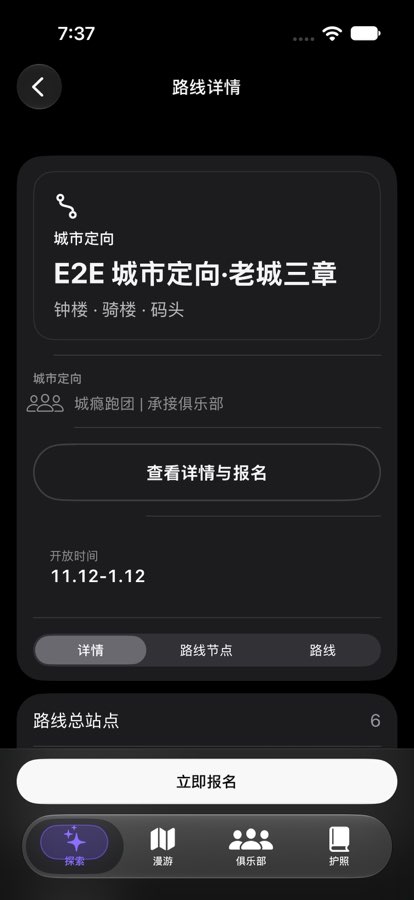 7:37
路线详情
城市定向
E2E 城市定向·老城三章
钟楼 · 骑楼 · 码头
城市定向
城瘾跑团 | 承接俱乐部
查看详情与报名
开放时间
11.12-1.12
详情 路线节点 路线
路线总站点 6
立即报名
探索 漫游 俱乐部 护照